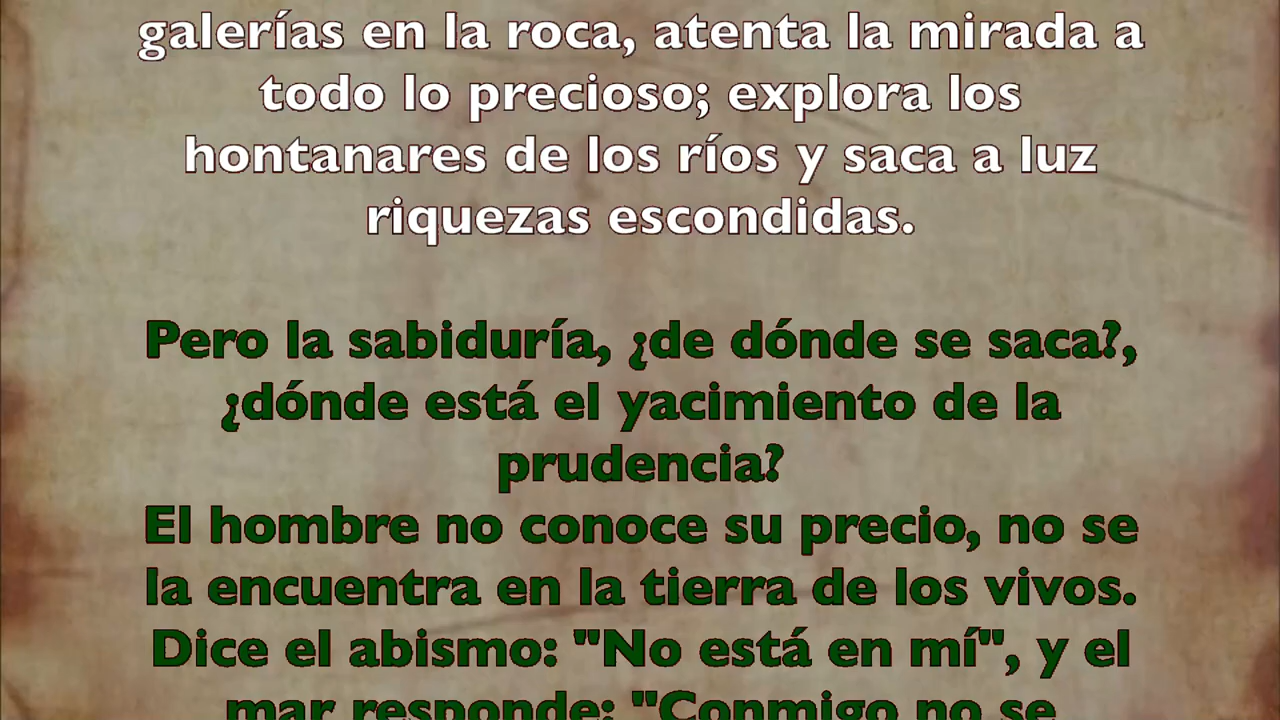 galerías en la roca, atenta la mirada a
todo lo precioso; explora los
hontanares de los ríos y saca a luz
riquezas escondidas.
Pero la sabiduría, ¿de dónde se saca?,
¿dónde está el yacimiento de la
prudencia?
El hombre no conoce su precio, no se
la encuentra en la tierra de los vivos.
Dice el abismo: "No está en mí", y el
mar responde: "Conmigo no se